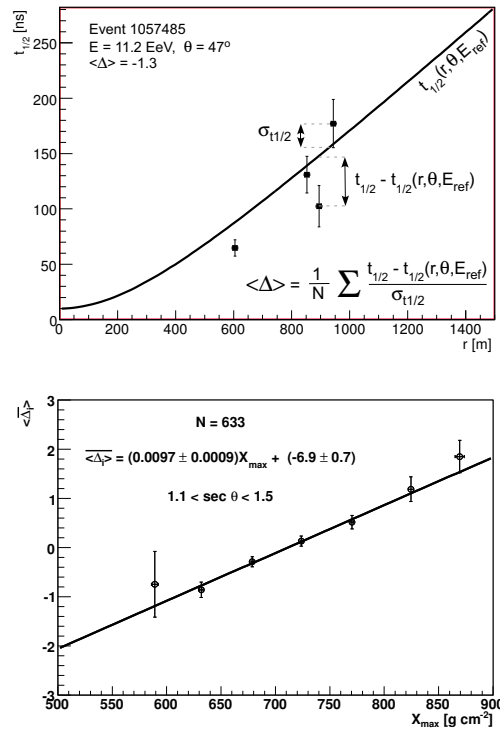 t1/2 [ns]
Event 1057485
E = 11.2 EeV, θ = 47º
<Δ> = -1.3
250
200
150
100
50
0
t1/2(r,θ,Eref)
σt1/2
t1/2 - t1/2(r,θ,Eref)
<Δ> = 1/N ∑ t1/2 - t1/2(r,θ,Eref) / σt1/2
0 200 400 600 800 1000 1200 1400
r [m]
<Δi>
N = 633
<Δi> = (0.0097 ± 0.0009)Xmax + (-6.9 ± 0.7)
1.1 < sec θ < 1.5
3
2
1
0
-1
-2
-3
500 550 600 650 700 750 800 850 900
Xmax [g cm-2]